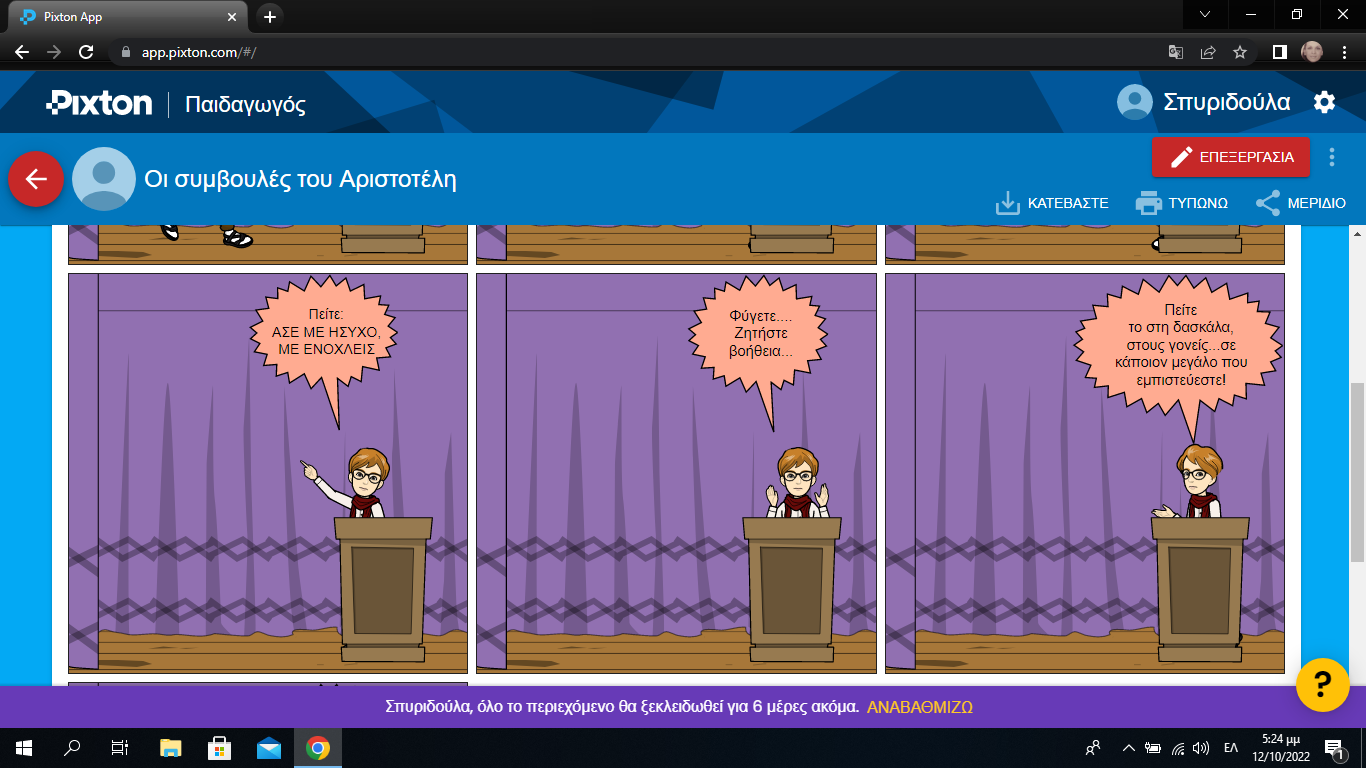 Pixton App
app.pixton.com/#/
Pixton
Παιδαγωγός
Σπυριδούλα
Οι συμβουλές του Αριστοτέλη
ΕΠΕΞΕΡΓΑΣΙΑ
ΚΑΤΕΒΑΣΤΕ
ΤΥΠΩΝΩ
ΜΕΡΙΔΙΟ
Πείτε:
ΑΣΕ ΜΕ ΗΣΥΧΟ,
ΜΕ ΕΝΟΧΛΕΙΣ
Φύγετε....
Ζητήστε
βοήθεια...
Πείτε
το στη δασκάλα,
στους γονείς...σε
κάποιον μεγάλο που
εμπιστεύεστε!
?
Σπυριδούλα, όλο το περιεχόμενο θα ξεκλειδωθεί για 6 μέρες ακόμα. ΑΝΑΒΑΘΜΙΖΩ
ΕΛ
5:24 μμ
12/10/2022
1